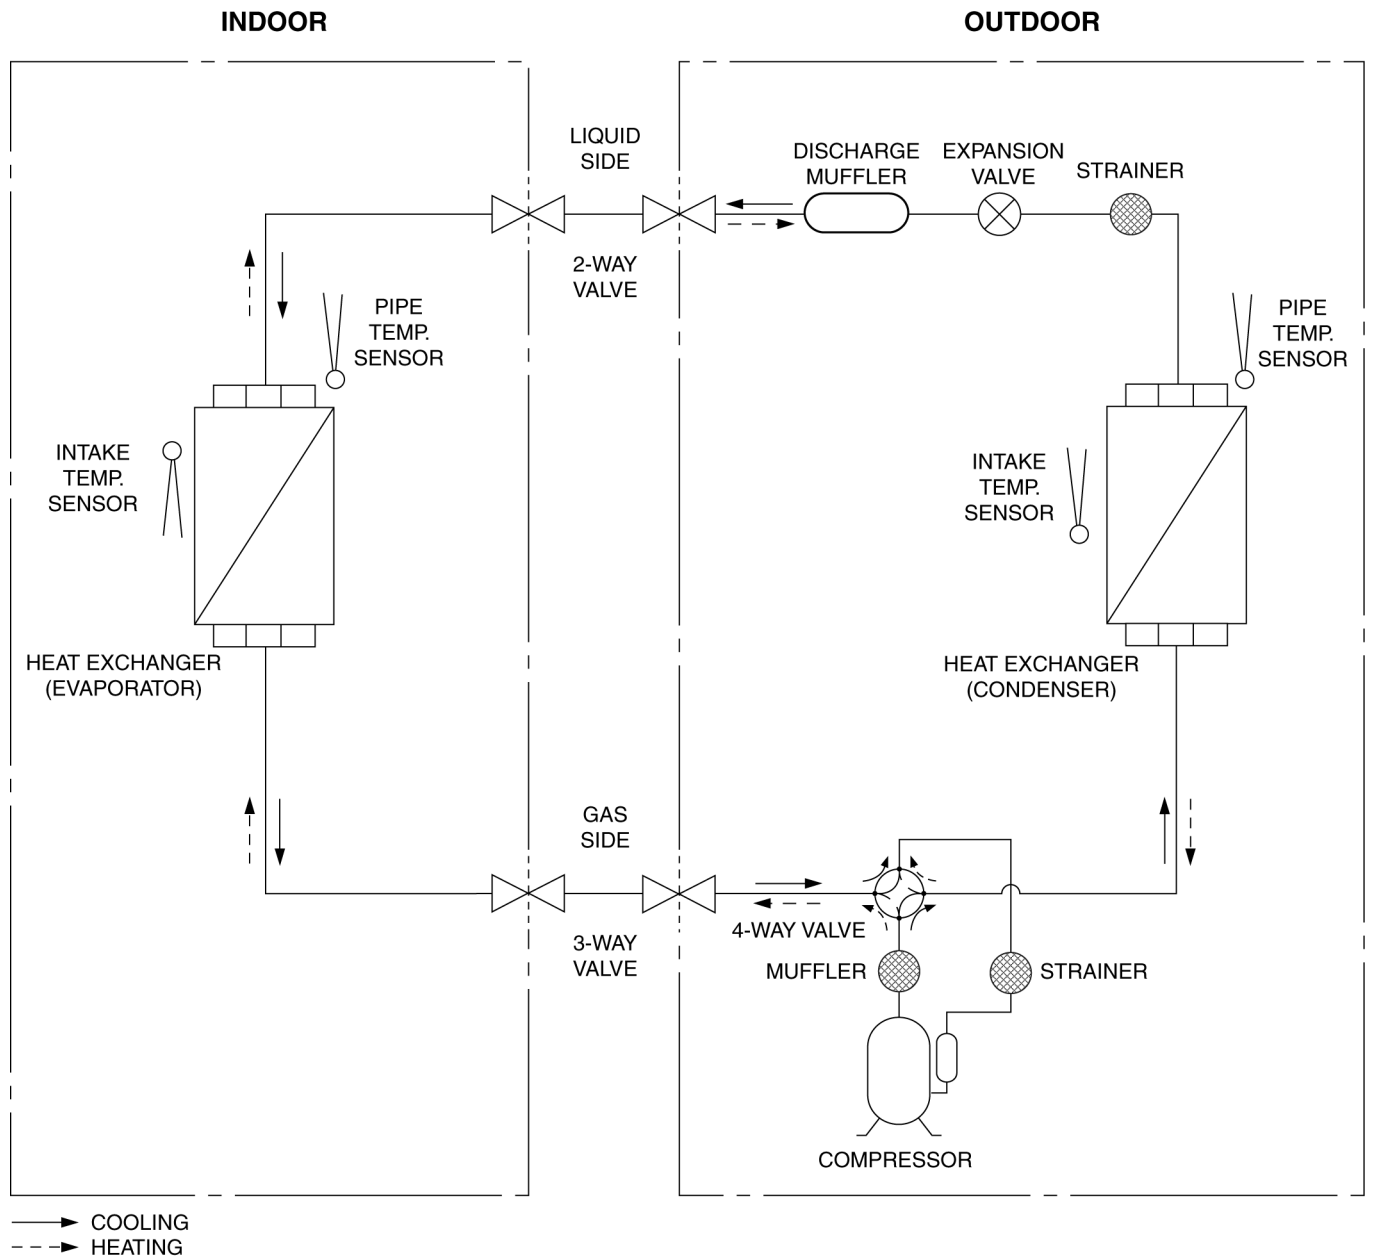 INDOOR
OUTDOOR
LIQUID
SIDE
DISCHARGE
MUFFLER
EXPANSION
VALVE
STRAINER
2-WAY
VALVE
PIPE
TEMP.
SENSOR
PIPE
TEMP.
SENSOR
INTAKE
TEMP.
SENSOR
INTAKE
TEMP.
SENSOR
HEAT EXCHANGER
(EVAPORATOR)
HEAT EXCHANGER
(CONDENSER)
GAS
SIDE
3-WAY
VALVE
4-WAY VALVE
MUFFLER
STRAINER
COMPRESSOR
COOLING
HEATING